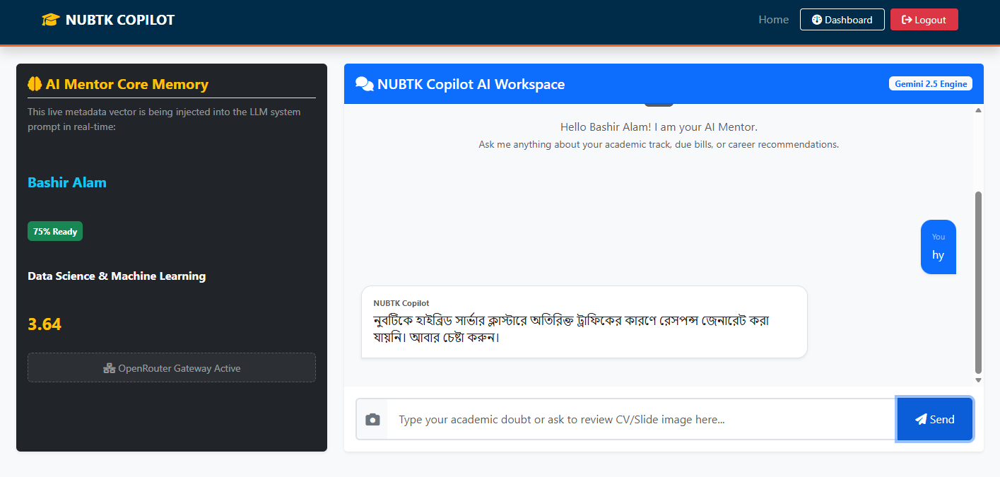 NUBTK COPILOT
Home
Dashboard
Logout
AI Mentor Core Memory
This live metadata vector is being injected into the LLM system
prompt in real-time:
Bashir Alam
75% Ready
Data Science & Machine Learning
3.64
OpenRouter Gateway Active
NUBTK Copilot AI Workspace
Gemini 2.5 Engine
Hello Bashir Alam! I am your AI Mentor.
Ask me anything about your academic track, due bills, or career recommendations.
You
hy
NUBTK Copilot
নুবটিকে হাইব্রিড সার্ভার ক্লাস্টারে অতিরিক্ত ট্রাফিকের কারণে রেসপন্স জেনারেট করা
যায়নি। আবার চেষ্টা করুন।
Type your academic doubt or ask to review CV/Slide image here...
Send